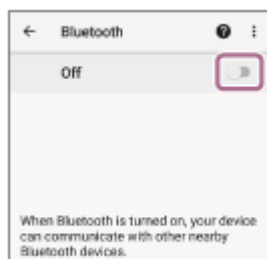 Bluetooth
Off
When Bluetooth is turned on, your device
can communicate with other nearby
Bluetooth devices.